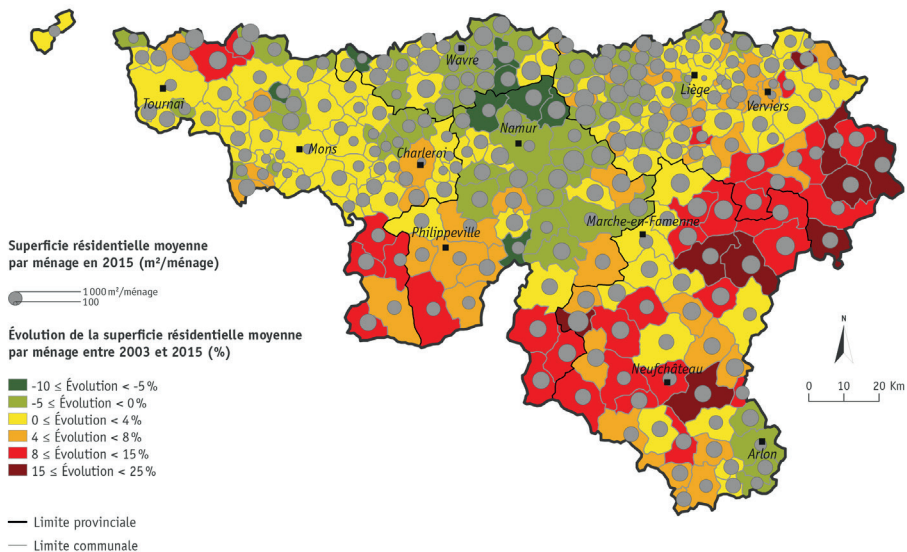 Wavre
Tournai
Liège
Verviers
Namur
Mons
Charleroi
Marche-en-Famenne
Philippeville
Neufchâteau
Arlon
Superficie résidentielle moyenne
par ménage en 2015 (m²/ménage)
1 000 m²/ménage
100
Évolution de la superficie résidentielle moyenne
par ménage entre 2003 et 2015 (%)
-10 ≤ Évolution < -5%
-5 ≤ Évolution < 0%
0 ≤ Évolution < 4%
4 ≤ Évolution < 8%
8 ≤ Évolution < 15%
15 ≤ Évolution < 25%
Limite provinciale
Limite communale
N
0 10 20 Km